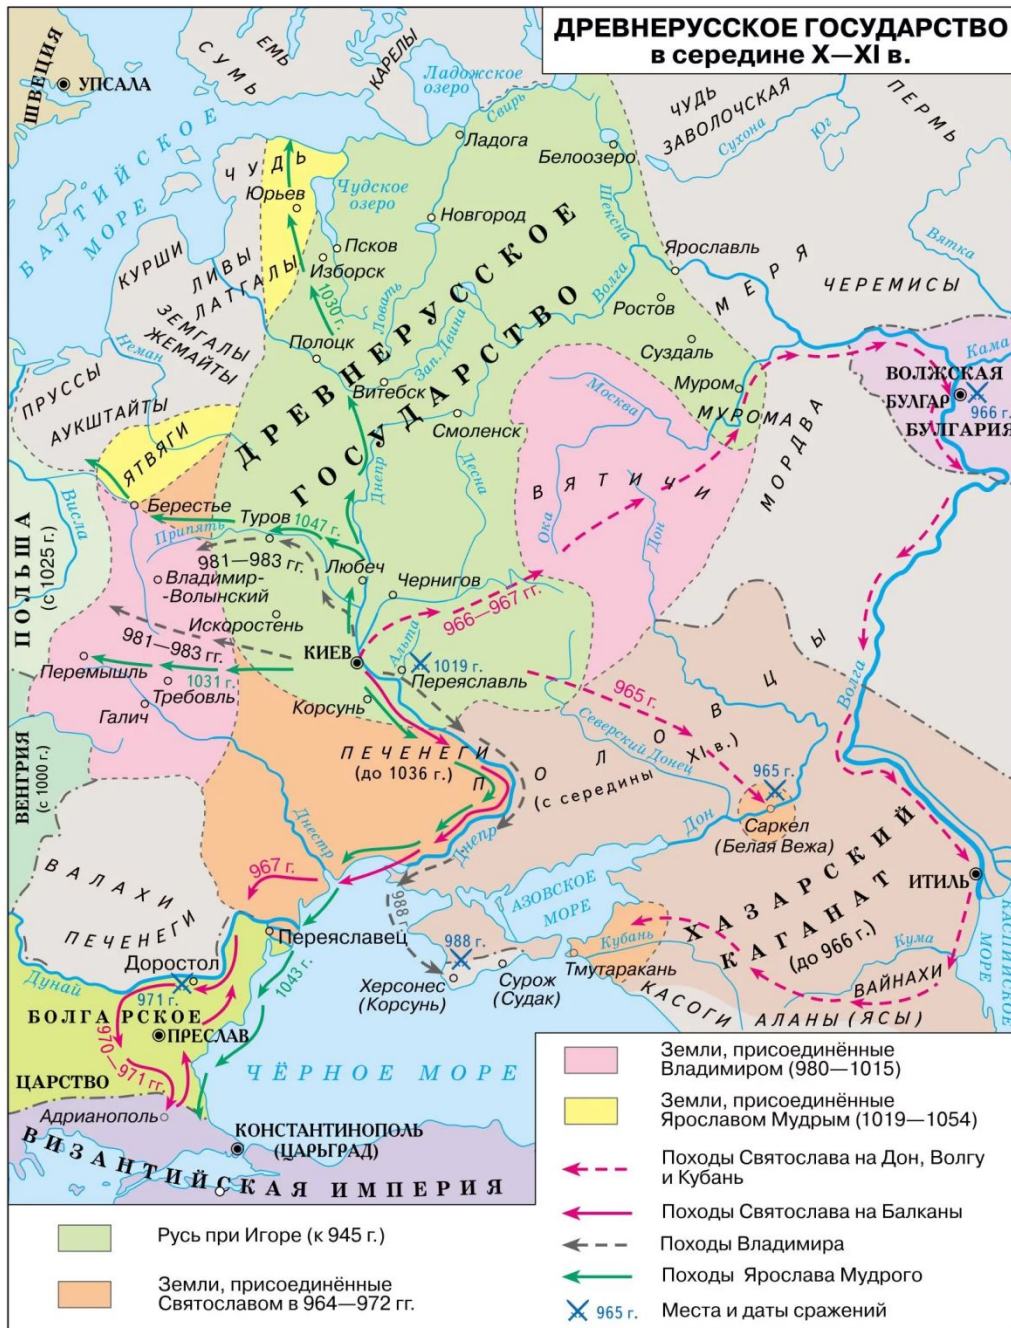 ДРЕВНЕРУССКОЕ ГОСУДАРСТВО
в середине X—XI в.
ШВЕЦИЯ
УПСАЛА
СУМЬ
ЕМЬ
КАРЕЛЫ
Ладожское
озеро
Свирь
ЧУДЬ
ЗАВОЛОЧСКАЯ
Сухона
Юг
ПЕРМЬ
БАЛТИЙСКОЕ
МОРЕ
ЧУДЬ
Юрьев
Чудское
озеро
Ладога
Белоозеро
Шексна
Новгород
Псков
Изборск
1030 г.
Ловать
Ярославль
Вятка
КУРШИ
ЛИВЫ
ЛАТГАЛЫ
ЗЕМГАЛЫ
ЖЕМАЙТЫ
МЕРЯ
ЧЕРЕМИСЫ
Волга
Ростов
Суздаль
Неман
Полоцк
Зап. Двина
Витебск
Смоленск
ДРЕВНЕРУССКОЕ
ГОСУДАРСТВО
ПРУССЫ
АУКШТАЙТЫ
ЯТВЯГИ
Москва
Муром
МУРОМА
МОРДВА
Кама
ВОЛЖСКАЯ
БУЛГАР
966 г.
БУЛГАРИЯ
Висла
Берестье
Туров
1047 г.
Припять
981—983 гг.
Днепр
Десна
ВЯТИЧИ
Ока
Дон
ПОЛЬША
(с 1025 г.)
Владимир-
-Волынский
Любеч
Чернигов
966—967 гг.
Искоростень
981—983 гг.
КИЕВ
Альта
1019 г.
Переяславль
Перемышль
1031 г.
Требовль
Галич
Корсунь
965 г.
Волга
ВЕНГРИЯ
(с 1000 г.)
ПЕЧЕНЕГИ
(до 1036 г.)
ПОЛОВЦЫ
(с середины XI в.)
Северский Донец
965 г.
Саркел
(Белая Вежа)
Дон
Днестр
Днепр
ВАЛАХИ
ПЕЧЕНЕГИ
967 г.
988 г.
АЗОВСКОЕ
МОРЕ
ХАЗАРСКИЙ
КАГАНАТ
(до 966 г.)
ИТИЛЬ
КАСПИЙСКОЕ
МОРЕ
Переяславец
Доростол
971 г.
Дунай
1043 г.
988 г.
Херсонес
(Корсунь)
Сурож
(Судак)
Тмутаракань
Кубань
Кума
ВАЙНАХИ
КАСОГИ
АЛАНЫ (ЯСЫ)
БОЛГАРСКОЕ
ПРЕСЛАВ
970—971 гг.
ЦАРСТВО
ЧЁРНОЕ МОРЕ
Адрианополь
КОНСТАНТИНОПОЛЬ
(ЦАРЬГРАД)
ВИЗАНТИЙСКАЯ ИМПЕРИЯ
Русь при Игоре (к 945 г.)
Земли, присоединённые
Святославом в 964—972 гг.
Земли, присоединённые
Владимиром (980—1015)
Земли, присоединённые
Ярославом Мудрым (1019—1054)
Походы Святослава на Дон, Волгу
и Кубань
Походы Святослава на Балканы
Походы Владимира
Походы Ярослава Мудрого
965 г. Места и даты сражений